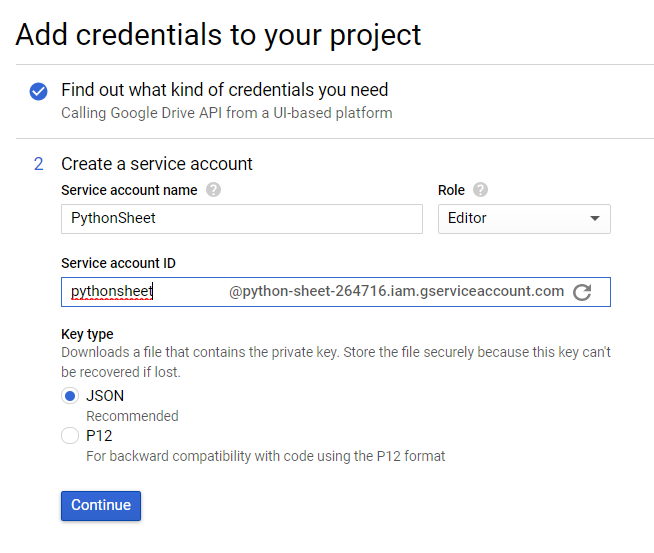 Add credentials to your project
Find out what kind of credentials you need
Calling Google Drive API from a UI-based platform
2 Create a service account
Service account name ? Role ?
PythonSheet Editor
Service account ID
pythonsheet @python-sheet-264716.iam.gserviceaccount.com
Key type
Downloads a file that contains the private key. Store the file securely because this key can't
be recovered if lost.
JSON
Recommended
P12
For backward compatibility with code using the P12 format
Continue